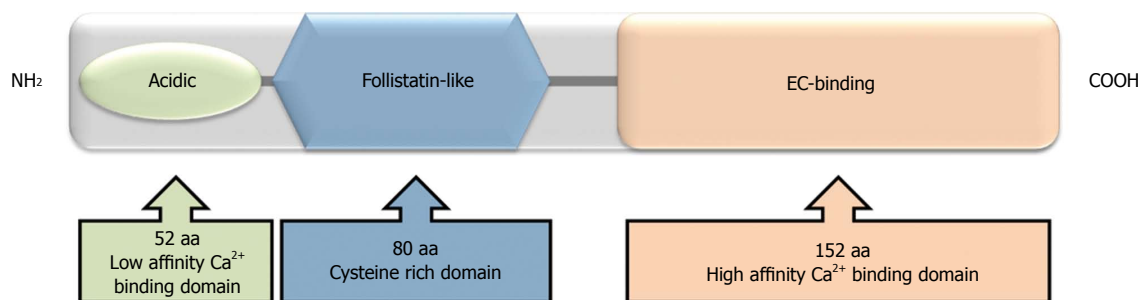 NH₂
Acidic
Follistatin-like
EC-binding
COOH
52 aa
Low affinity Ca²⁺
binding domain
80 aa
Cysteine rich domain
152 aa
High affinity Ca²⁺ binding domain